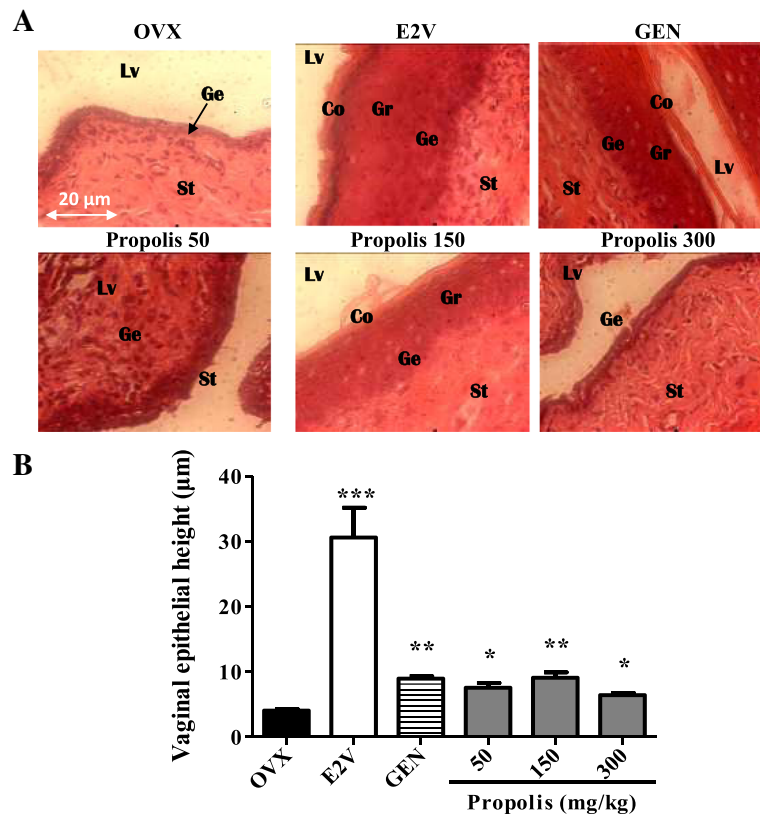 A
OVX E2V GEN
Lv Ge St 20 µm
Lv Co Gr Ge St
Co Ge Gr St Lv
Propolis 50 Propolis 150 Propolis 300
Lv Ge St
Lv Gr Co Ge St
Lv Ge St
B
Vaginal epithelial height (µm)
40
30
20
10
0
*** ** * ** *
OVX E2V GEN 50 150 300
Propolis (mg/kg)